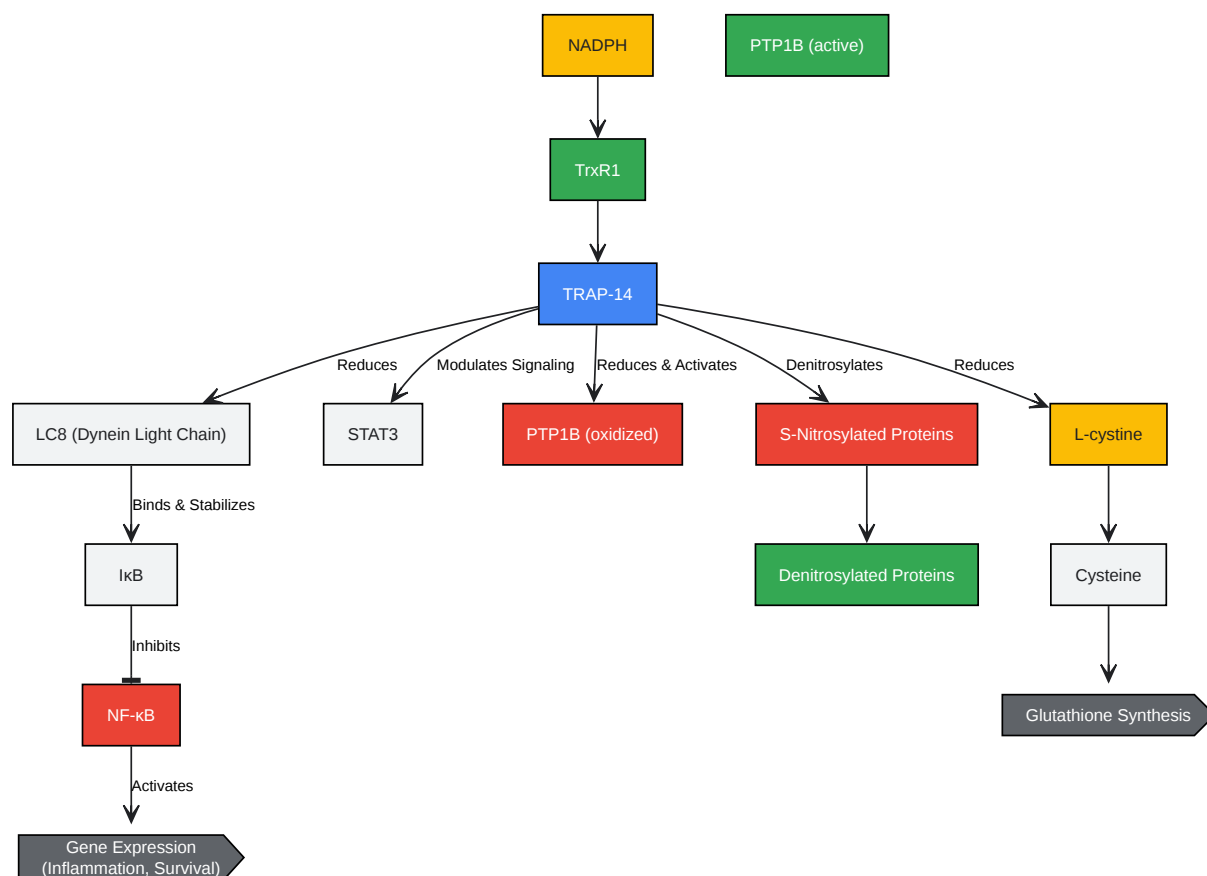 NADPH
PTP1B (active)
TrxR1
TRAP-14
Reduces
Modulates Signaling
Reduces & Activates
Denitrosylates
Reduces
LC8 (Dynein Light Chain)
STAT3
PTP1B (oxidized)
S-Nitrosylated Proteins
L-cystine
Binds & Stabilizes
IκB
Denitrosylated Proteins
Cysteine
Inhibits
NF-κB
Glutathione Synthesis
Activates
Gene Expression
(Inflammation, Survival)